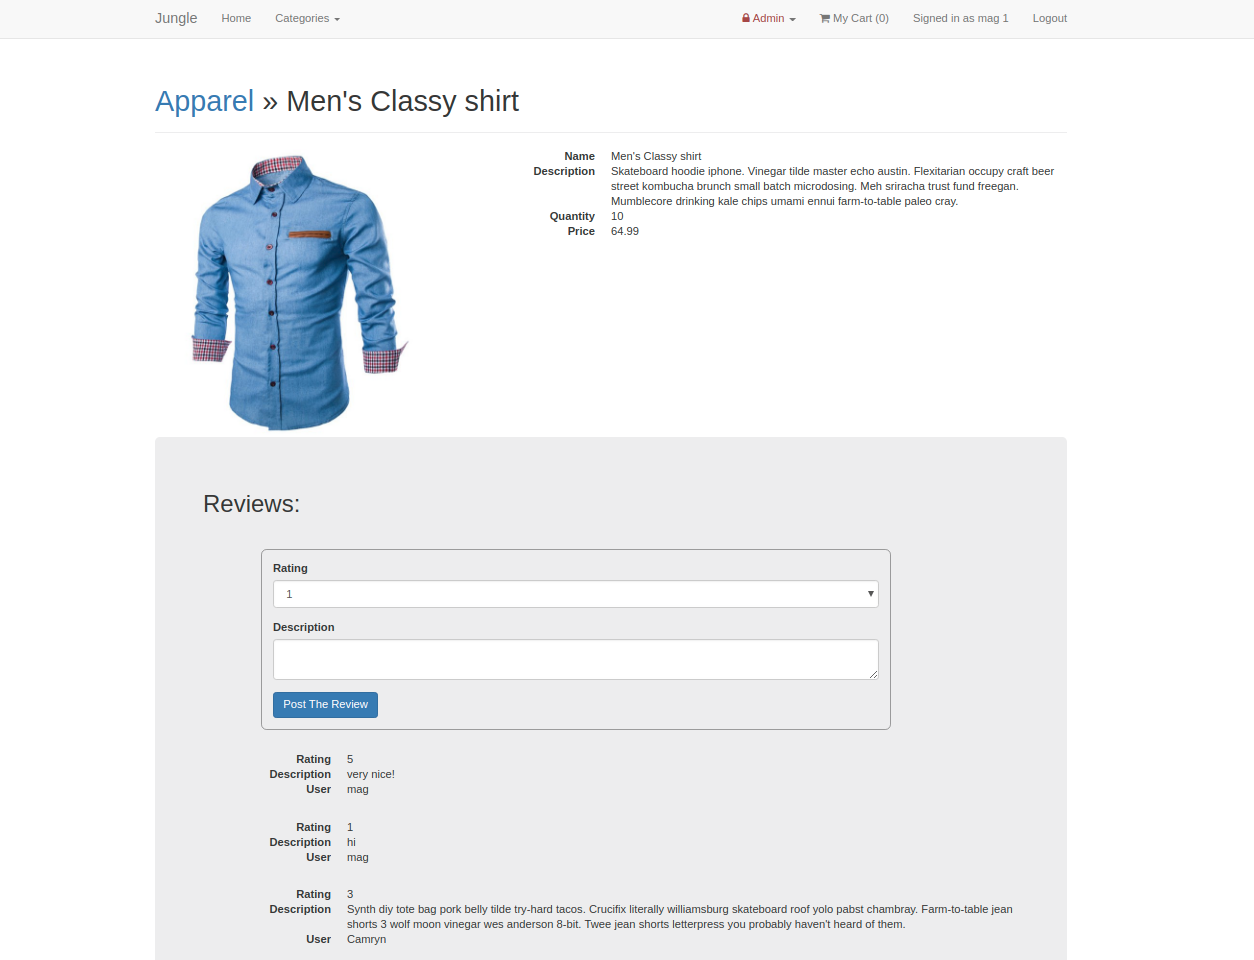 Jungle Home Categories Admin My Cart (0) Signed in as mag 1 Logout
Apparel » Men's Classy shirt
Name Men's Classy shirt
Description Skateboard hoodie iphone. Vinegar tilde master echo austin. Flexitarian occupy craft beer
street kombucha brunch small batch microdosing. Meh sriracha trust fund freegan.
Mumblecore drinking kale chips umami ennui farm-to-table paleo cray.
Quantity 10
Price 64.99
Reviews:
Rating
1
Description
Post The Review
Rating 5
Description very nice!
User mag
Rating 1
Description hi
User mag
Rating 3
Description Synth diy tote bag pork belly tilde try-hard tacos. Crucifix literally williamsburg skateboard roof yolo pabst chambray. Farm-to-table jean
shorts 3 wolf moon vinegar wes anderson 8-bit. Twee jean shorts letterpress you probably haven't heard of them.
User Camryn